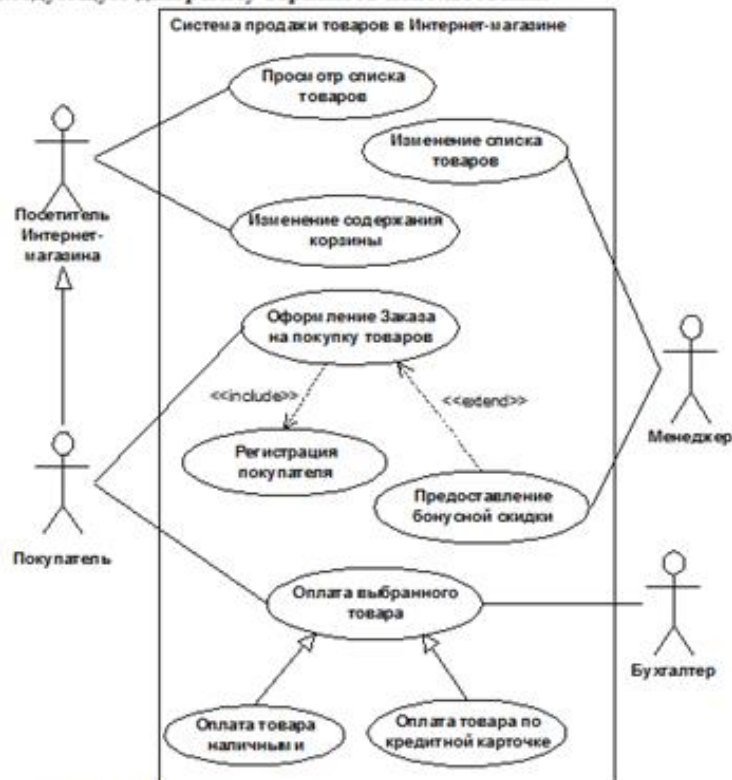 Система продажи товаров в Интернет-магазине
Просмотр списка
товаров
Изменение списка
товаров
Посетитель
Интернет-
магазина
Изменение содержания
корзины
Оформление Заказа
на покупку товаров
<<include>>
<<extend>>
Менеджер
Регистрация
покупателя
Предоставление
бонусной скидки
Покупатель
Оплата выбранного
товара
Бухгалтер
Оплата товара
наличными
Оплата товара по
кредитной карточке